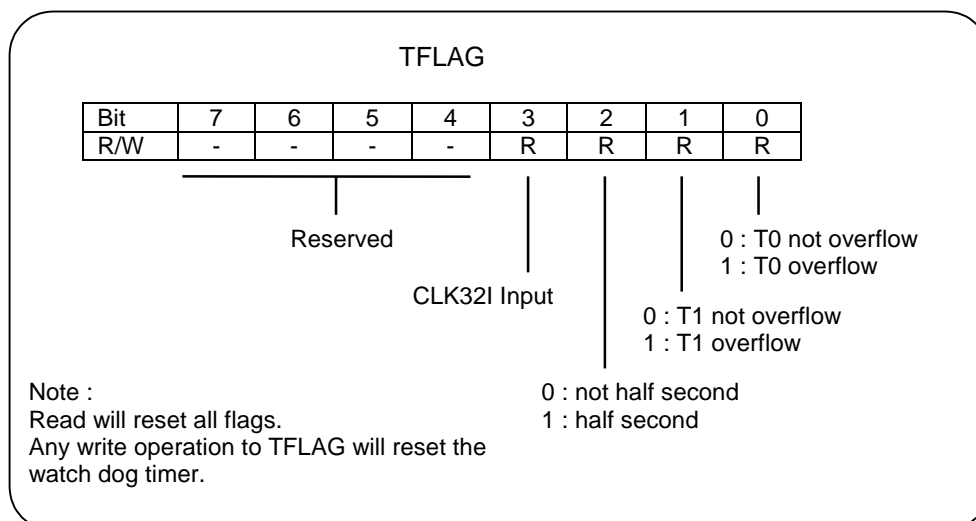 TFLAG
Bit 7 6 5 4 3 2 1 0
R/W - - - - R R R R
Reserved
0 : T0 not overflow
1 : T0 overflow
CLK32I Input
0 : T1 not overflow
1 : T1 overflow
0 : not half second
1 : half second
Note :
Read will reset all flags.
Any write operation to TFLAG will reset the
watch dog timer.